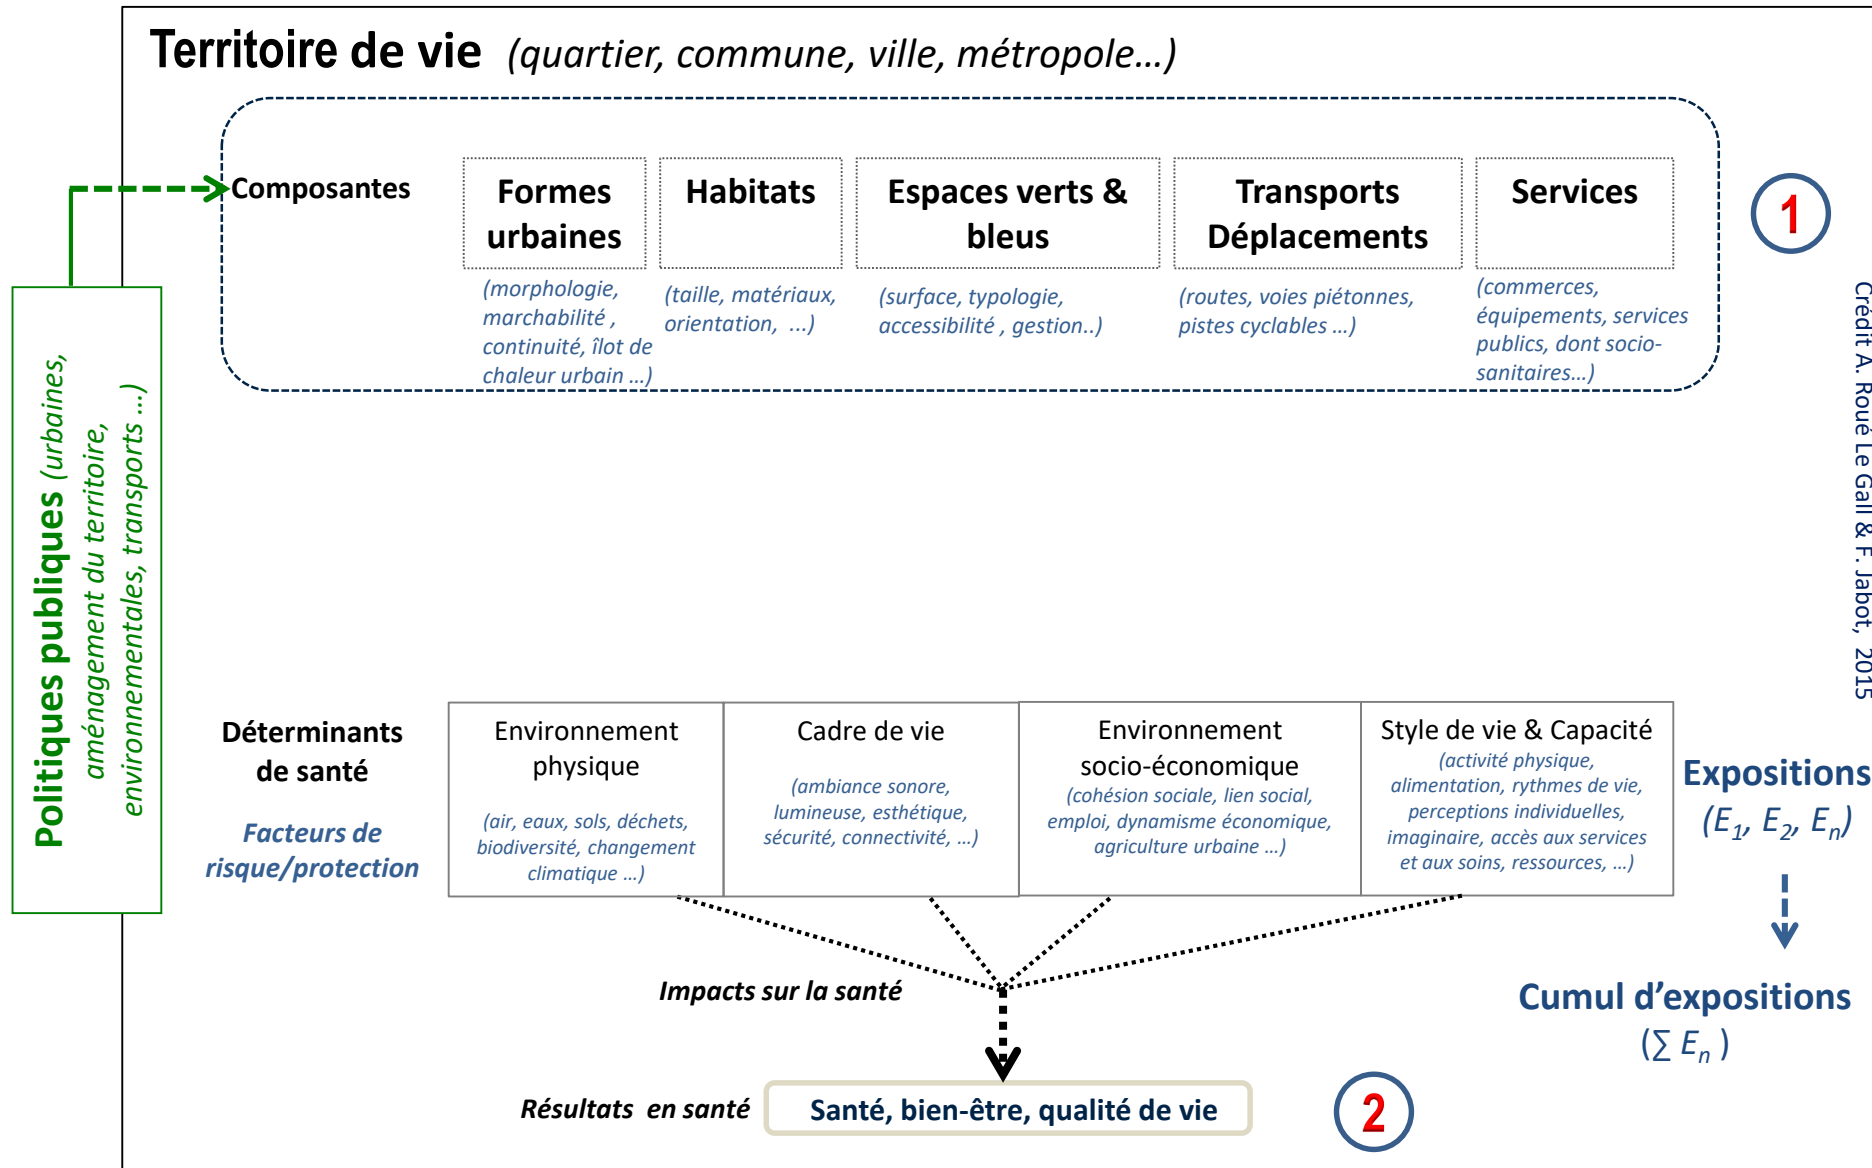 Territoire de vie (quartier, commune, ville, métropole…)
Composantes
Formes
urbaines
(morphologie,
marchabilité ,
continuité, îlot de
chaleur urbain …)
Habitats
(taille, matériaux,
orientation, ...)
Espaces verts &
bleus
(surface, typologie,
accessibilité , gestion..)
Transports
Déplacements
(routes, voies piétonnes,
pistes cyclables …)
Services
(commerces,
équipements, services
publics, dont socio-
sanitaires…)
1
Crédit A. Roué Le Gall & F. Jabot, 2015
Politiques publiques (urbaines,
aménagement du territoire,
environnementales, transports …)
Déterminants
de santé
Facteurs de
risque/protection
Environnement
physique
(air, eaux, sols, déchets,
biodiversité, changement
climatique …)
Cadre de vie
(ambiance sonore,
lumineuse, esthétique,
sécurité, connectivité, …)
Environnement
socio-économique
(cohésion sociale, lien social,
emploi, dynamisme économique,
agriculture urbaine …)
Style de vie & Capacité
(activité physique,
alimentation, rythmes de vie,
perceptions individuelles,
imaginaire, accès aux services
et aux soins, ressources, …)
Expositions
(E₁, E₂, Eₙ)
Impacts sur la santé
Cumul d’expositions
(∑ Eₙ )
Résultats en santé
Santé, bien-être, qualité de vie
2